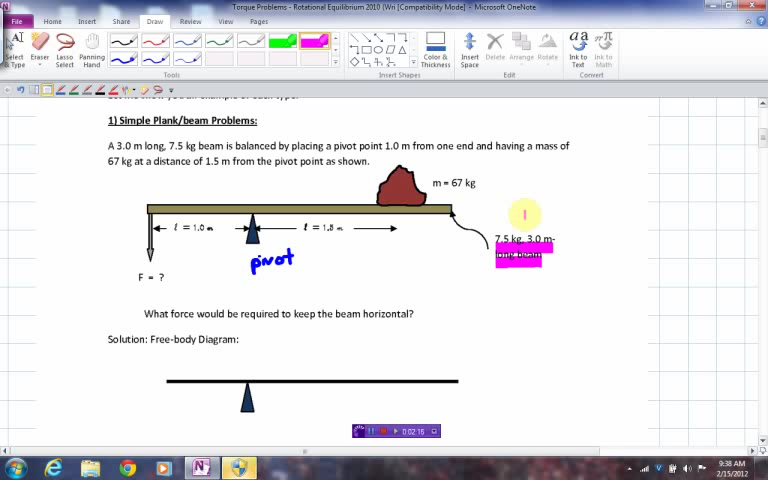 Torque Problems - Rotational Equilibrium 2010 (Wri [Compatibility Mode] - Microsoft OneNote
File Home Insert Share Draw Review View Pages
Select & Type
Eraser
Lasso Select
Panning Hand
Color & Thickness
Insert Space
Delete
Arrange
Rotate
Ink to Text
Ink to Math
Tools
Insert Shapes
Edit
Convert
1) Simple Plank/beam Problems:
A 3.0 m long, 7.5 kg beam is balanced by placing a pivot point 1.0 m from one end and having a mass of
67 kg at a distance of 1.5 m from the pivot point as shown.
m = 67 kg
l = 1.0 m
l = 1.5 m
7.5 kg, 3.0 m-
long beam
pivot
F = ?
What force would be required to keep the beam horizontal?
Solution: Free-body Diagram:
0:02:15
9:38 AM
2/15/2012